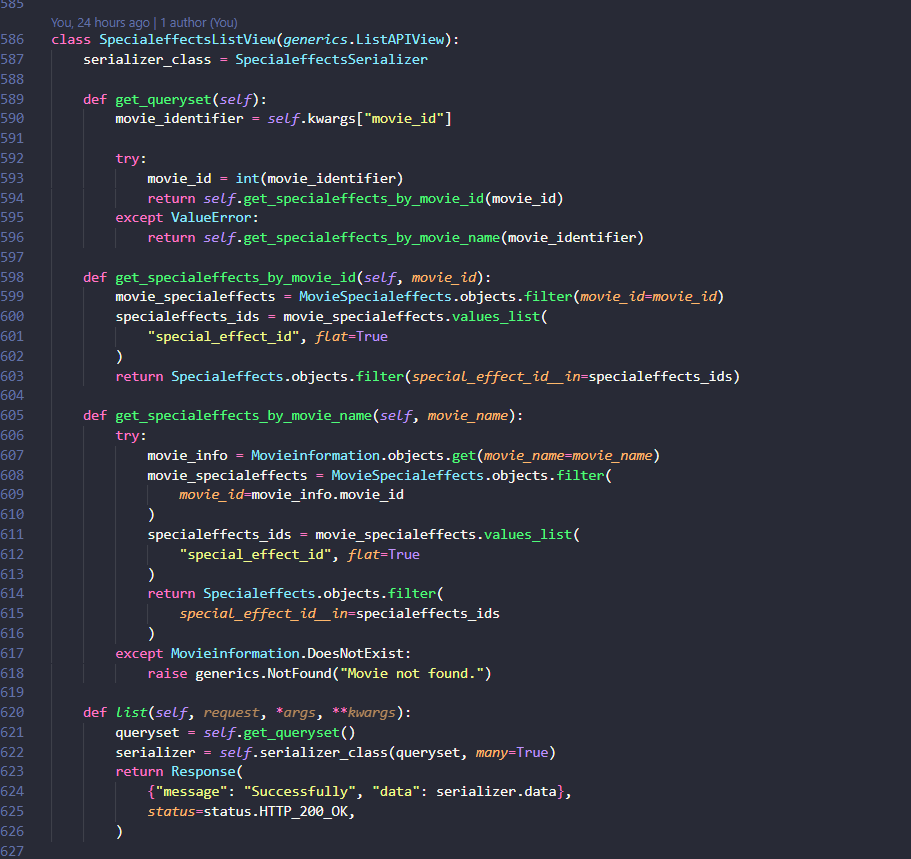 585
You, 24 hours ago | 1 author (You)
586 class SpecialeffectsListView(generics.ListAPIView):
587     serializer_class = SpecialeffectsSerializer
588
589     def get_queryset(self):
590         movie_identifier = self.kwargs["movie_id"]
591
592         try:
593             movie_id = int(movie_identifier)
594             return self.get_specialeffects_by_movie_id(movie_id)
595         except ValueError:
596             return self.get_specialeffects_by_movie_name(movie_identifier)
597
598     def get_specialeffects_by_movie_id(self, movie_id):
599         movie_specialeffects = MovieSpecialeffects.objects.filter(movie_id=movie_id)
600         specialeffects_ids = movie_specialeffects.values_list(
601             "special_effect_id", flat=True
602         )
603         return Specialeffects.objects.filter(special_effect_id__in=specialeffects_ids)
604
605     def get_specialeffects_by_movie_name(self, movie_name):
606         try:
607             movie_info = Movieinformation.objects.get(movie_name=movie_name)
608             movie_specialeffects = MovieSpecialeffects.objects.filter(
609                 movie_id=movie_info.movie_id
610             )
611             specialeffects_ids = movie_specialeffects.values_list(
612                 "special_effect_id", flat=True
613             )
614             return Specialeffects.objects.filter(
615                 special_effect_id__in=specialeffects_ids
616             )
617         except Movieinformation.DoesNotExist:
618             raise generics.NotFound("Movie not found.")
619
620     def list(self, request, *args, **kwargs):
621         queryset = self.get_queryset()
622         serializer = self.serializer_class(queryset, many=True)
623         return Response(
624             {"message": "Successfully", "data": serializer.data},
625             status=status.HTTP_200_OK,
626         )
627